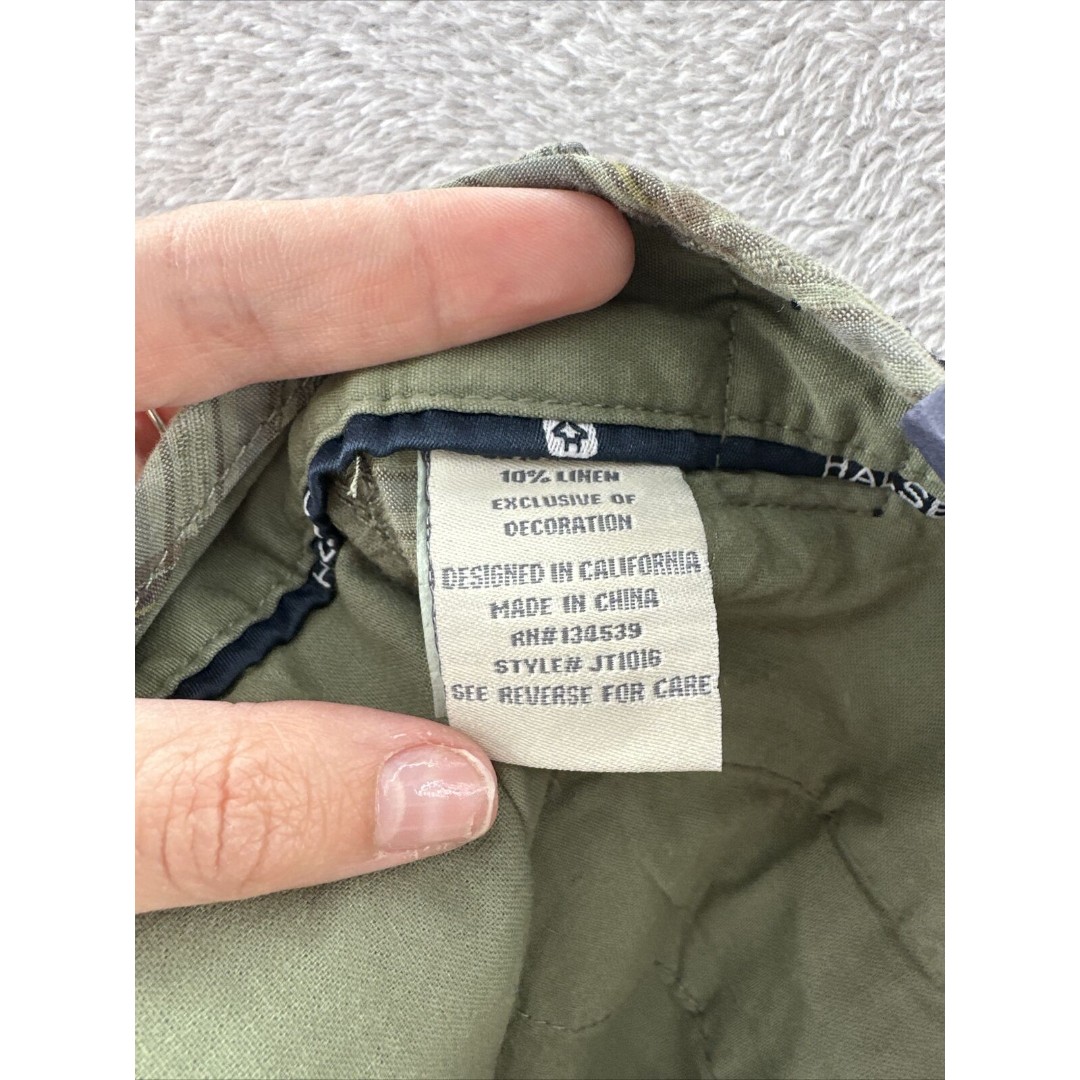 10% LINEN
EXCLUSIVE OF
DECORATION
DESIGNED IN CALIFORNIA
MADE IN CHINA
RN#134539
STYLE# JT1016
SEE REVERSE FOR CARE